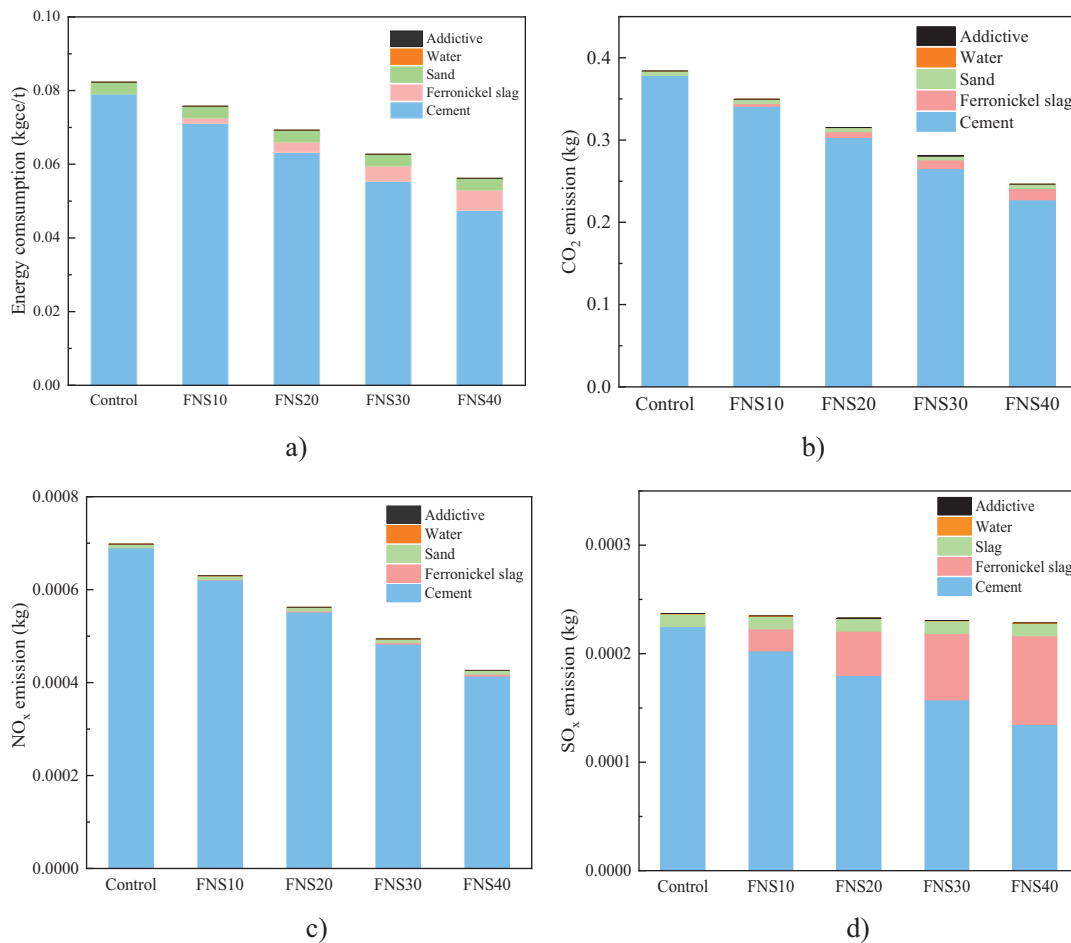 Energy comsumption (kgce/t)
0.10
0.08
0.06
0.04
0.02
0.00
Addictive
Water
Sand
Ferronickel slag
Cement
Control FNS10 FNS20 FNS30 FNS40
a)
CO2 emission (kg)
0.4
0.3
0.2
0.1
0.0
Addictive
Water
Sand
Ferronickel slag
Cement
Control FNS10 FNS20 FNS30 FNS40
b)
NOx emission (kg)
0.0008
0.0006
0.0004
0.0002
0.0000
Addictive
Water
Sand
Ferronickel slag
Cement
Control FNS10 FNS20 FNS30 FNS40
c)
SOx emission (kg)
0.0003
0.0002
0.0001
0.0000
Addictive
Water
Slag
Ferronickel slag
Cement
Control FNS10 FNS20 FNS30 FNS40
d)